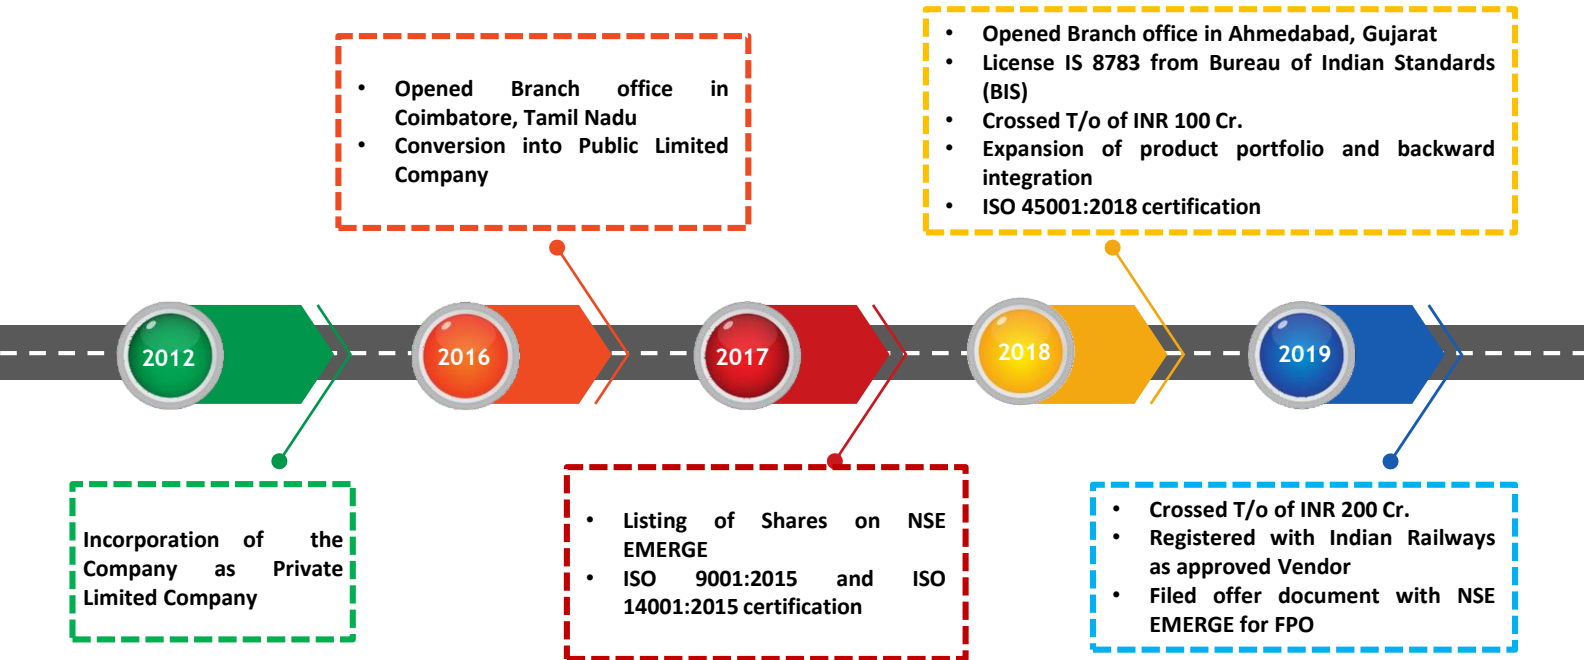 • Opened Branch office in
Coimbatore, Tamil Nadu
• Conversion into Public Limited
Company
• Opened Branch office in Ahmedabad, Gujarat
• License IS 8783 from Bureau of Indian Standards
(BIS)
• Crossed T/o of INR 100 Cr.
• Expansion of product portfolio and backward
integration
• ISO 45001:2018 certification
2012
2016
2017
2018
2019
Incorporation of the
Company as Private
Limited Company
• Listing of Shares on NSE
EMERGE
• ISO 9001:2015 and ISO
14001:2015 certification
• Crossed T/o of INR 200 Cr.
• Registered with Indian Railways
as approved Vendor
• Filed offer document with NSE
EMERGE for FPO